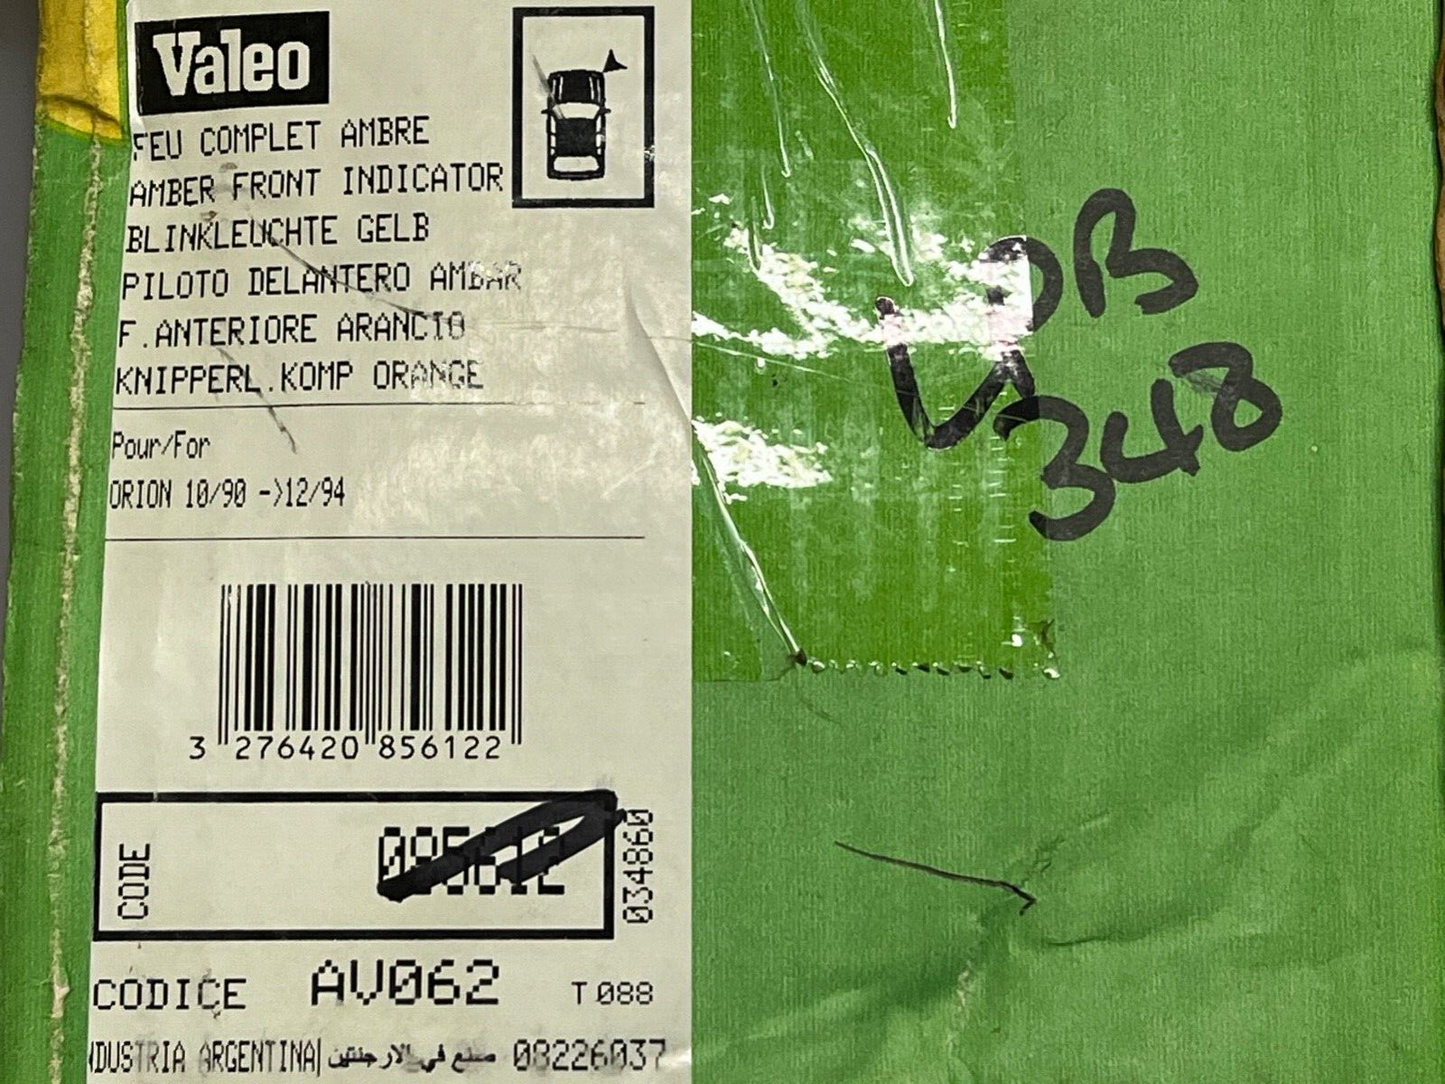 Valeo
FEU COMPLET AMBRE
AMBER FRONT INDICATOR
BLINKLEUCHTE GELB
PILOTO DELANTERO AMBAR
F.ANTERIORE ARANCIO
KNIPPERL.KOMP ORANGE
Pour/For
ORION 10/90 ->12/94
3 276420 856122
CODE
085612
034860
CODICE AV062 T088
NDUSTRIA ARGENTINA| صنع في الارجنتين 08226037
348